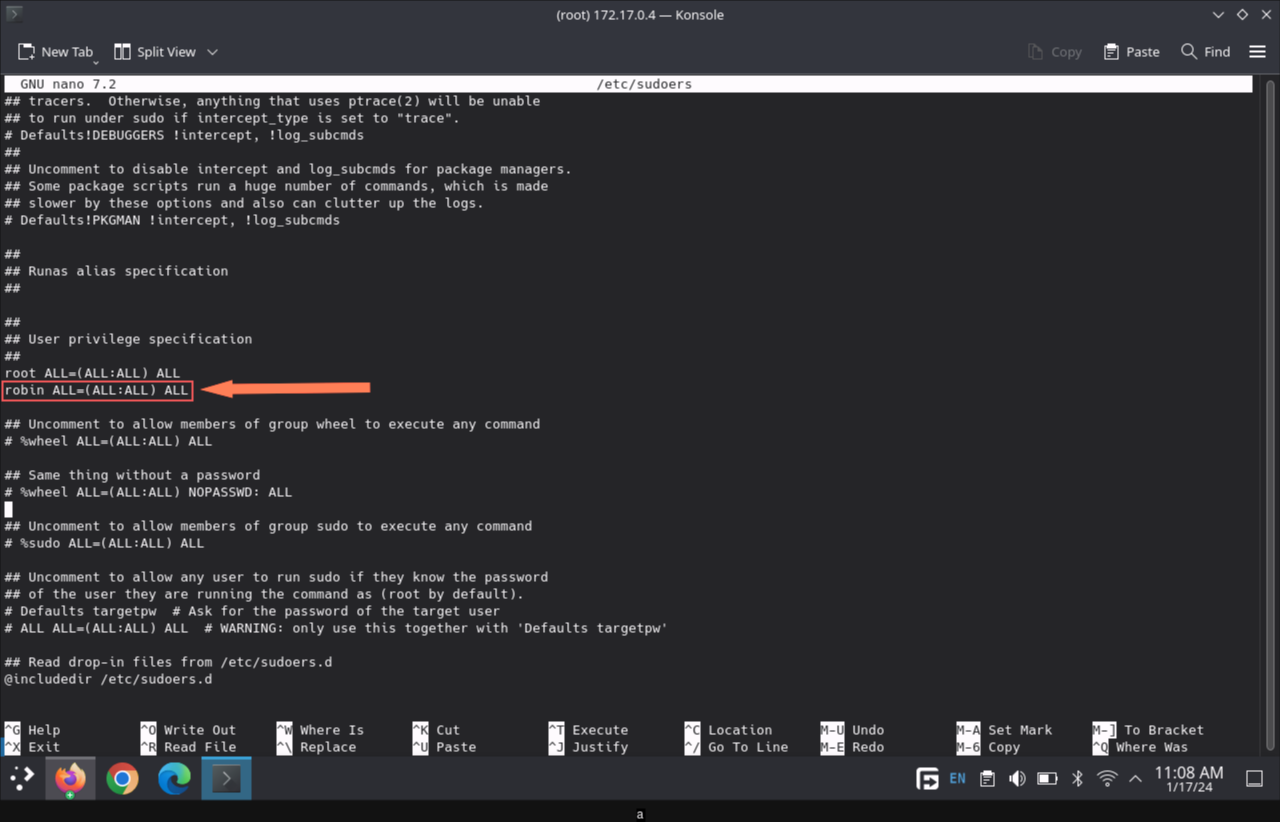 (root) 172.17.0.4 — Konsole
New Tab Split View Copy Paste Find
GNU nano 7.2 /etc/sudoers
## tracers.  Otherwise, anything that uses ptrace(2) will be unable
## to run under sudo if intercept_type is set to "trace".
# Defaults!DEBUGGERS !intercept, !log_subcmds
##
## Uncomment to disable intercept and log_subcmds for package managers.
## Some package scripts run a huge number of commands, which is made
## slower by these options and also can clutter up the logs.
# Defaults!PKGMAN !intercept, !log_subcmds
##
## Runas alias specification
##
##
## User privilege specification
##
root ALL=(ALL:ALL) ALL
robin ALL=(ALL:ALL) ALL
## Uncomment to allow members of group wheel to execute any command
# %wheel ALL=(ALL:ALL) ALL
## Same thing without a password
# %wheel ALL=(ALL:ALL) NOPASSWD: ALL
## Uncomment to allow members of group sudo to execute any command
# %sudo ALL=(ALL:ALL) ALL
## Uncomment to allow any user to run sudo if they know the password
## of the user they are running the command as (root by default).
# Defaults targetpw  # Ask for the password of the target user
# ALL ALL=(ALL:ALL) ALL  # WARNING: only use this together with 'Defaults targetpw'
## Read drop-in files from /etc/sudoers.d
@includedir /etc/sudoers.d
^G Help ^O Write Out ^W Where Is ^K Cut ^T Execute ^C Location M-U Undo M-A Set Mark M-] To Bracket
^X Exit ^R Read File ^\ Replace ^U Paste ^J Justify ^/ Go To Line M-E Redo M-6 Copy ^Q Where Was
EN 11:08 AM
1/17/24
a